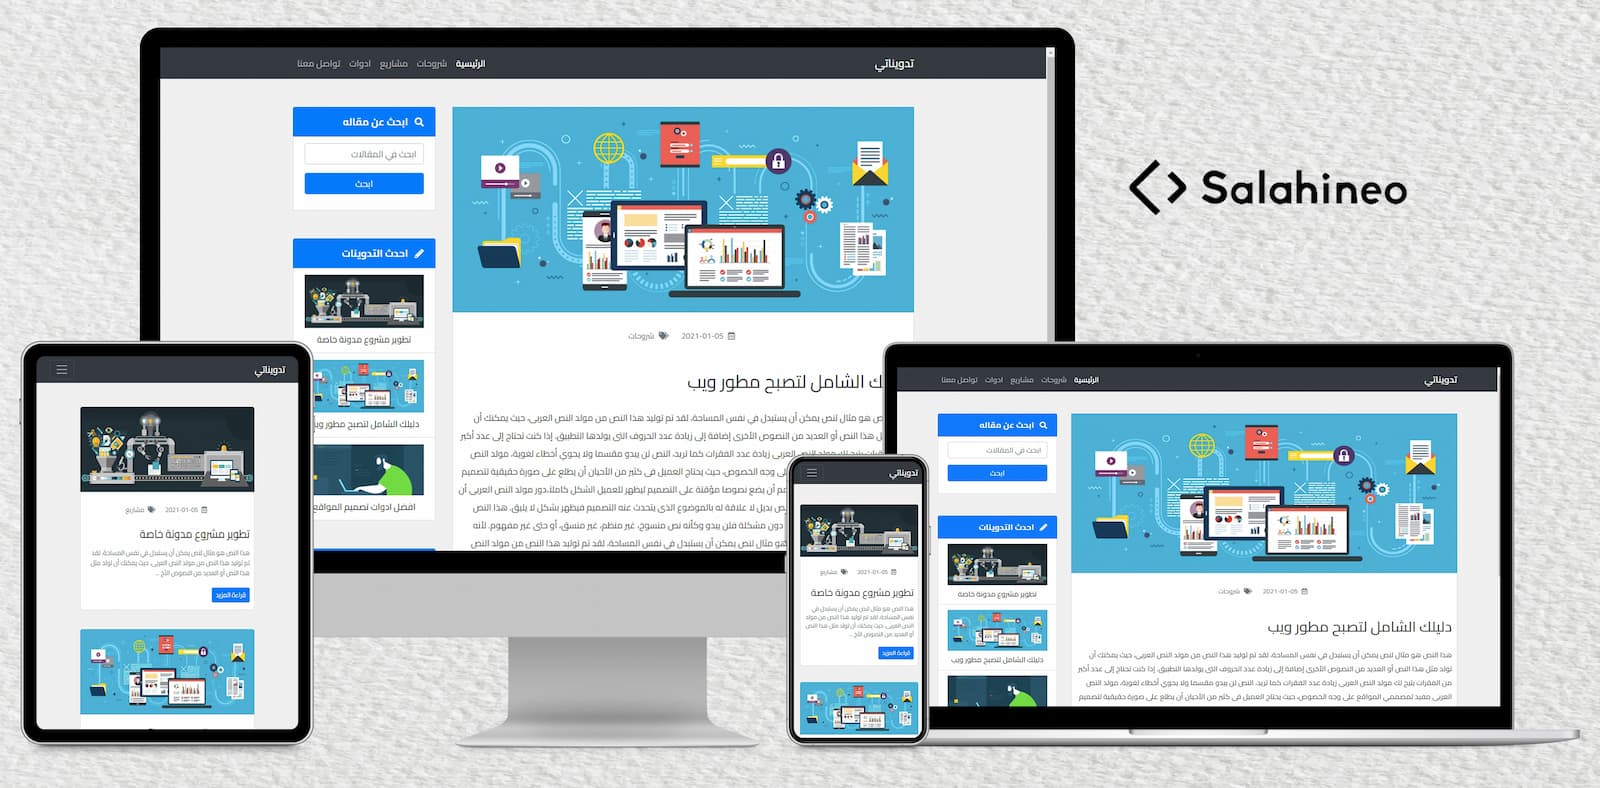 تدويناتي
الرئيسية شروحات مشاريع ادوات تواصل معنا
ابحث عن مقاله
ابحث في المقالات
ابحث
احدث التدوينات
تطوير مشروع مدونة خاصة
دليلك الشامل لتصبح مطور ويب
افضل ادوات تصميم المواقع
2021-01-05 شروحات
لك الشامل لتصبح مطور ويب
ص هو مثال لنص يمكن أن يستبدل في نفس المساحة، لقد تم توليد هذا النص من مولد النص العربى، حيث يمكنك أن
ل هذا النص أو العديد من النصوص الأخرى إضافة إلى زيادة عدد الحروف التى يولدها التطبيق. إذا كنت تحتاج إلى عدد أكبر
العربى زيادة عدد الفقرات كما تريد، النص لن يبدو مقسما ولا يحوي أخطاء لغوية، مولد النص
ى وجه الخصوص، حيث يحتاج العميل فى كثير من الأحيان أن يطلع على صورة حقيقية لتصميم
م أن يضع نصوصا مؤقتة على التصميم ليظهر للعميل الشكل كاملا،دور مولد النص العربى أن
ص بديل لا علاقة له بالموضوع الذى يتحدث عنه التصميم فيظهر بشكل لا يليق. هذا النص
دون مشكلة فلن يبدو وكأنه نص منسوخ، غير منظم، غير منسق، أو حتى غير مفهوم. لأنه
هو مثال لنص يمكن أن يستبدل في نفس المساحة، لقد تم توليد هذا النص من مولد النص
Salahineo
تدويناتي
2021-01-05 مشاريع
تطوير مشروع مدونة خاصة
هذا النص هو مثال لنص يمكن أن يستبدل في نفس المساحة، لقد
تم توليد هذا النص من مولد النص العربى، حيث يمكنك أن تولد مثل
هذا النص أو العديد من النصوص الأخ ..
قراءة المزيد
تدويناتي
2021-01-05 مشاريع
تطوير مشروع مدونة خاصة
هذا النص هو مثال لنص يمكن أن يستبدل في
نفس المساحة، لقد تم توليد هذا النص من مولد
النص العربى، حيث يمكنك أن تولد مثل هذا النص
أو العديد من النصوص الأخ ..
قراءة المزيد
تدويناتي
الرئيسية شروحات مشاريع ادوات تواصل معنا
ابحث عن مقاله
ابحث في المقالات
ابحث
احدث التدوينات
تطوير مشروع مدونة خاصة
دليلك الشامل لتصبح مطور ويب
2021-01-05 شروحات
دليلك الشامل لتصبح مطور ويب
هذا النص هو مثال لنص يمكن أن يستبدل في نفس المساحة، لقد تم توليد هذا النص من مولد النص العربى، حيث يمكنك أن
تولد مثل هذا النص أو العديد من النصوص الأخرى إضافة إلى زيادة عدد الحروف التى يولدها التطبيق. إذا كنت تحتاج إلى عدد أكبر
من الفقرات يتيح لك مولد النص العربى زيادة عدد الفقرات كما تريد، النص لن يبدو مقسما ولا يحوي أخطاء لغوية، مولد النص
العربى مفيد لمصممي المواقع على وجه الخصوص، حيث يحتاج العميل فى كثير من الأحيان أن يطلع على صورة حقيقية لتصميم